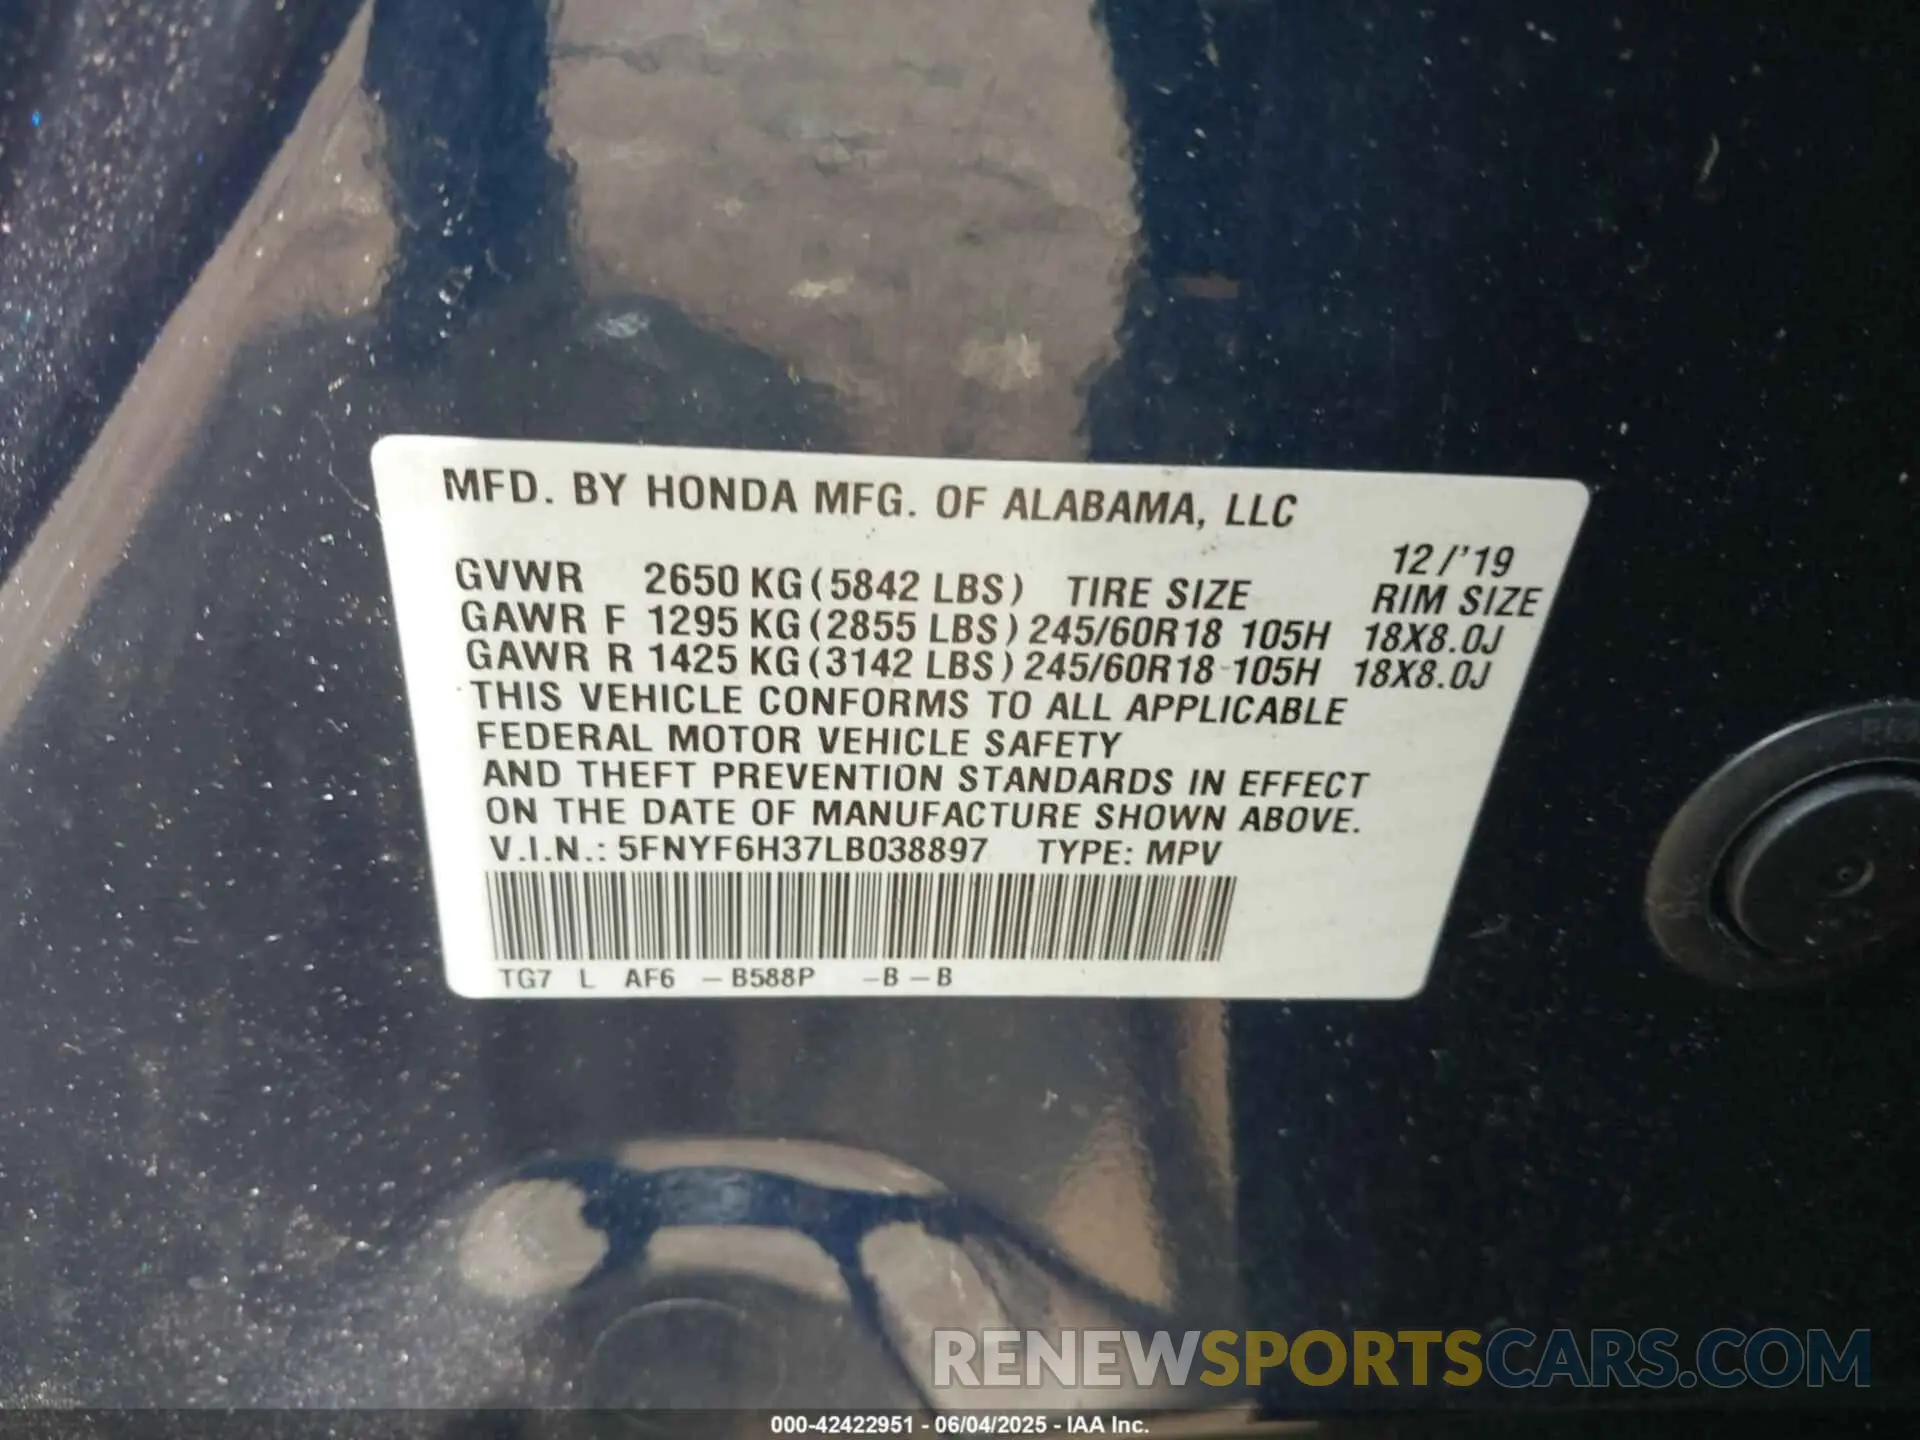 MFD. BY HONDA MFG. OF ALABAMA, LLC
12/'19
GVWR 2650 KG (5842 LBS) TIRE SIZE RIM SIZE
GAWR F 1295 KG (2855 LBS) 245/60R18 105H 18X8.0J
GAWR R 1425 KG (3142 LBS) 245/60R18 105H 18X8.0J
THIS VEHICLE CONFORMS TO ALL APPLICABLE
FEDERAL MOTOR VEHICLE SAFETY
AND THEFT PREVENTION STANDARDS IN EFFECT
ON THE DATE OF MANUFACTURE SHOWN ABOVE.
V.I.N.: 5FNYF6H37LB038897 TYPE: MPV
TG7 L AF6 -B588P -B-B
RENEWSPORTSCARS.COM
000-42422951 - 06/04/2025 - IAA Inc.